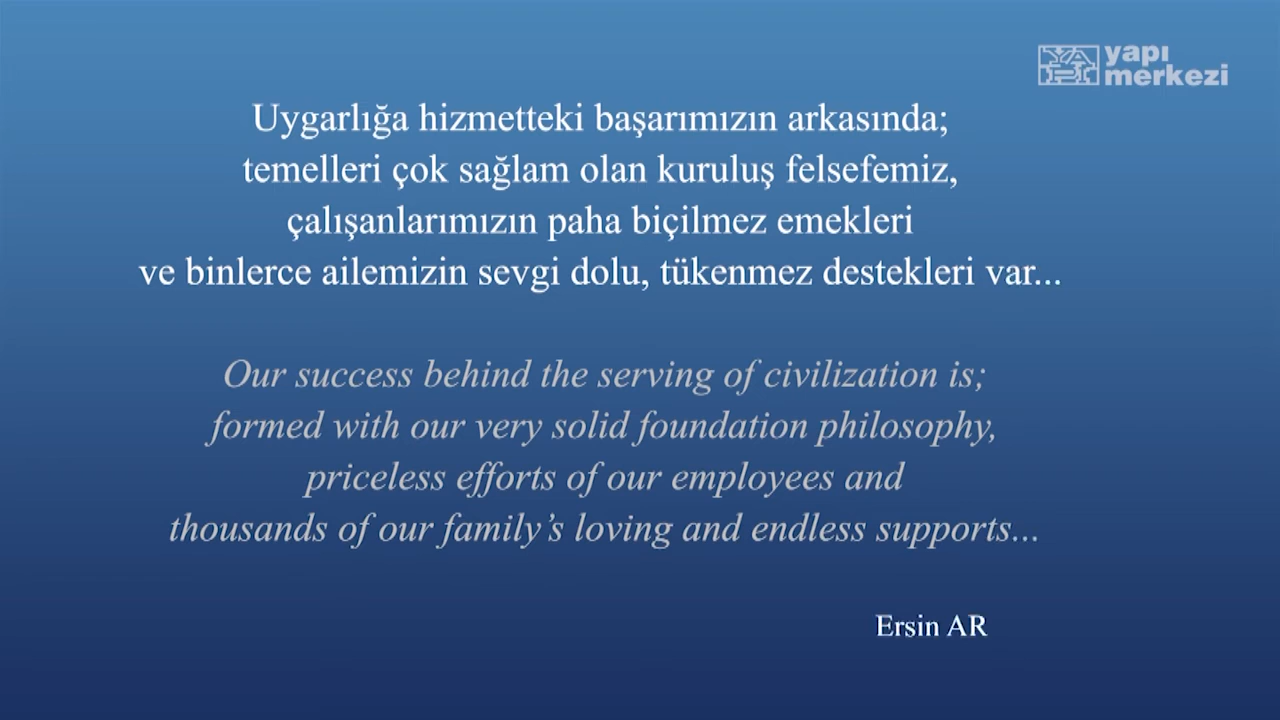 yapı
merkezi
Uygarlığa hizmetteki başarımızın arkasında;
temelleri çok sağlam olan kuruluş felsefemiz,
çalışanlarımızın paha biçilmez emekleri
ve binlerce ailemizin sevgi dolu, tükenmez destekleri var...
Our success behind the serving of civilization is;
formed with our very solid foundation philosophy,
priceless efforts of our employees and
thousands of our family’s loving and endless supports...
Ersin AR